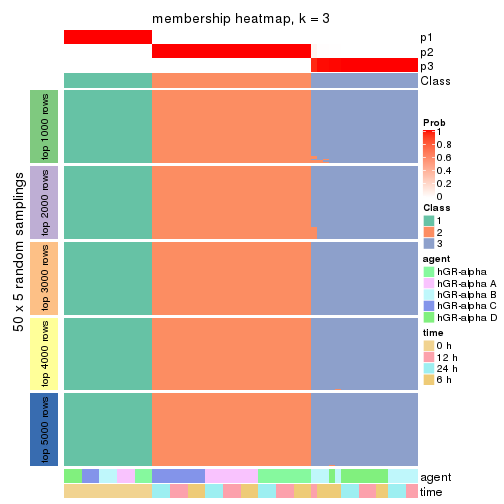 membership heatmap, k = 3
p1
p2
p3
Class
50 x 5 random samplings
top 1000 rows
top 2000 rows
top 3000 rows
top 4000 rows
top 5000 rows
agent
time
Prob
1
0.8
0.6
0.4
0.2
0
Class
1
2
3
agent
hGR-alpha
hGR-alpha A
hGR-alpha B
hGR-alpha C
hGR-alpha D
time
0 h
12 h
24 h
6 h